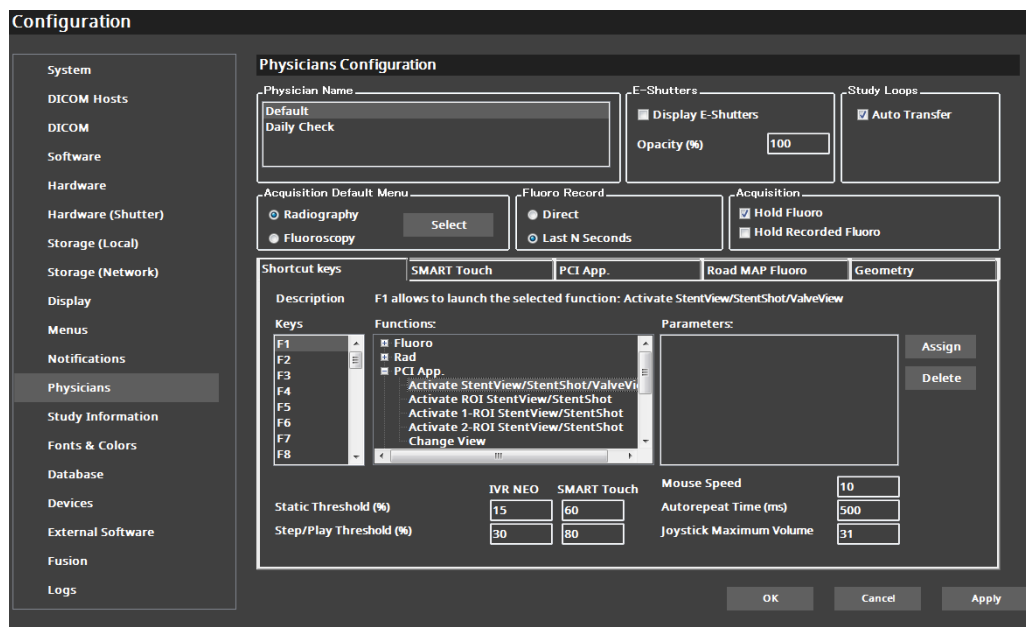 Configuration
System
DICOM Hosts
DICOM
Software
Hardware
Hardware (Shutter)
Storage (Local)
Storage (Network)
Display
Menus
Notifications
Physicians
Study Information
Fonts & Colors
Database
Devices
External Software
Fusion
Logs
Physicians Configuration
Physician Name
Default
Daily Check
E-Shutters
Display E-Shutters
Opacity (%) 100
Study Loops
Auto Transfer
Acquisition Default Menu
Radiography
Fluoroscopy
Select
Fluoro Record
Direct
Last N Seconds
Acquisition
Hold Fluoro
Hold Recorded Fluoro
Shortcut keys SMART Touch PCI App. Road MAP Fluoro Geometry
Description F1 allows to launch the selected function: Activate StentView/StentShot/ValveView
Keys
F1
F2
F3
F4
F5
F6
F7
F8
Functions:
Fluoro
Rad
PCI App.
Activate StentView/StentShot/ValveVi
Activate ROI StentView/StentShot
Activate 1-ROI StentView/StentShot
Activate 2-ROI StentView/StentShot
Change View
Parameters:
Assign
Delete
IVR NEO SMART Touch
Static Threshold (%) 15 60
Step/Play Threshold (%) 30 80
Mouse Speed 10
Autorepeat Time (ms) 500
Joystick Maximum Volume 31
OK Cancel Apply